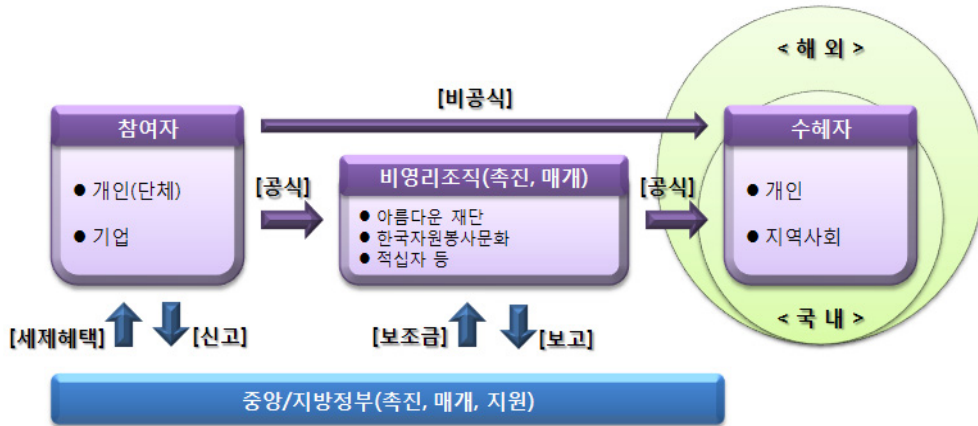 < 해 외 >
[비공식]
참여자
● 개인(단체)
● 기업
[공식]
비영리조직(촉진, 매개)
● 아름다운 재단
● 한국자원봉사문화
● 적십자 등
[공식]
수혜자
● 개인
● 지역사회
< 국 내 >
[세제혜택]
[신고]
[보조금]
[보고]
중앙/지방정부(촉진, 매개, 지원)